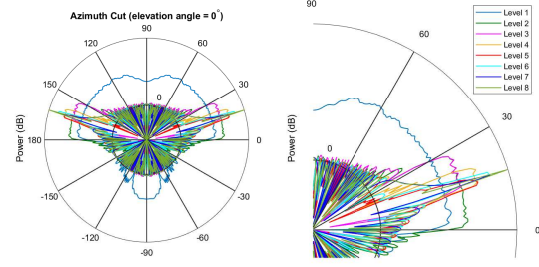 Azimuth Cut (elevation angle = 0°)
90
120
60
150
30
0
180
0
-150
-30
-120
-60
-90
Power (dB)
90
60
30
0
0
Power (dB)
Level 1
Level 2
Level 3
Level 4
Level 5
Level 6
Level 7
Level 8